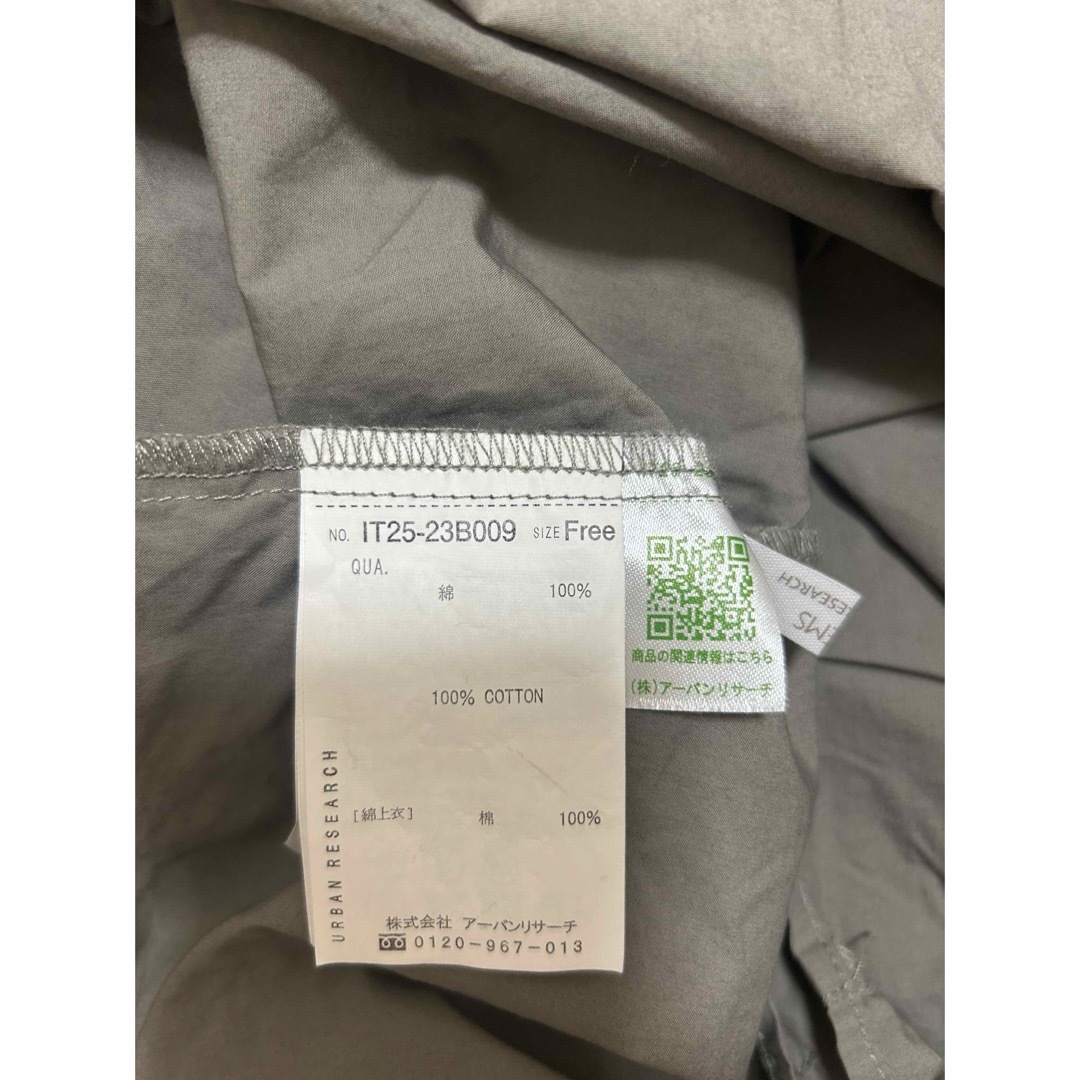 NO. IT25-23B009 SIZE Free
QUA.
綿 100%
100% COTTON
[綿上衣] 棉 100%
URBAN RESEARCH
株式会社 アーバンリサーチ
0120-967-013
商品の関連情報はこちら
(株)アーバンリサーチ